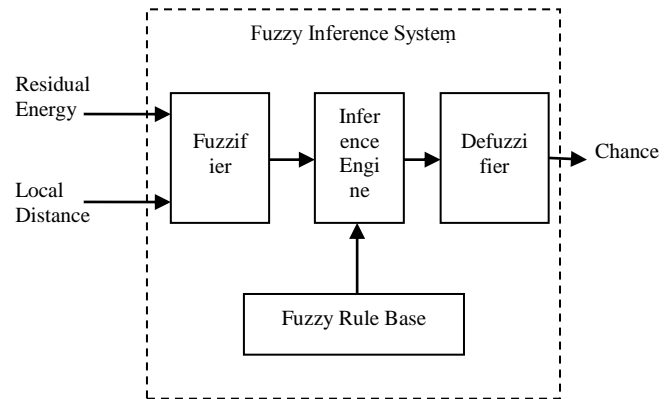 Fuzzy Inference System
Residual
Energy
Local
Distance
Fuzzif
ier
Infer
ence
Engi
ne
Defuzzi
fier
Chance
Fuzzy Rule Base